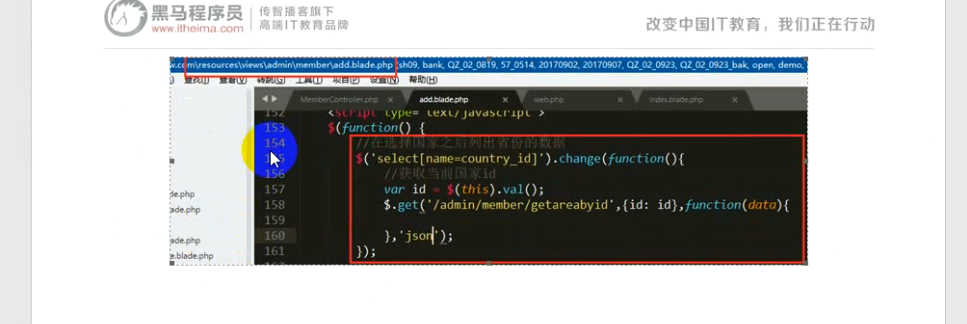 黑马程序员
www.itheima.com
传智播客旗下
高端IT教育品牌
改变中国IT教育，我们正在行动
w.com\resources\views\admin\member\add.blade.php
sh09, bank, QZ_02_0819, 57_0514, 20170902, 20170907, QZ_02_0923, QZ_02_0923_bak, open, demo,
查找(I) 查看(V) 转到(G) 工具(T) 项目(P) 设置(N) 帮助(H)
MemberController.php × add.blade.php × web.php × index.blade.php ×
152 <script type="text/javascript">
153 $(function() {
154 //在选择国家之后列出省份的数据
$('select[name=country_id]').change(function(){
156 //获取当前国家id
157 var id = $(this).val();
158 $.get('/admin/member/getareabyid',{id: id},function(data){
159
160 },'json');
161 });
de.php
ade.php
ade.php
e.blade.php